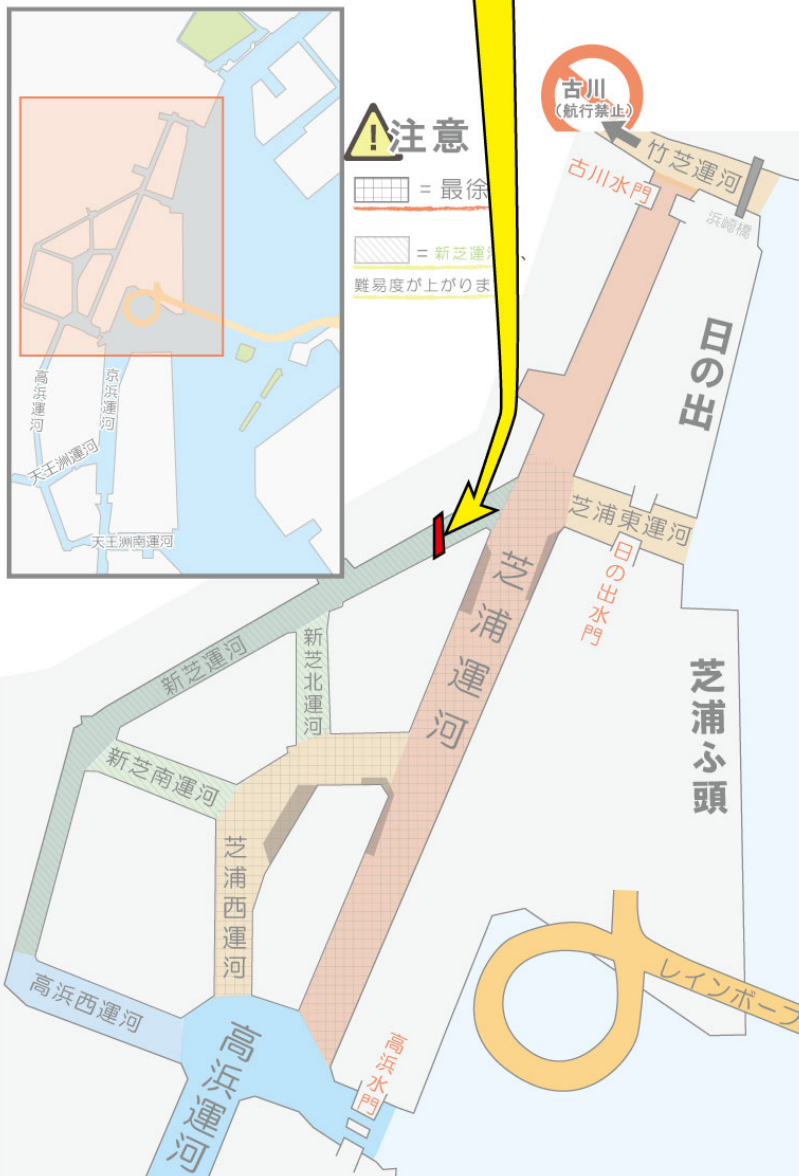 古川
(航行禁止)
注意
= 最徐
= 新芝運
、
難易度が上がりま
竹芝運河
古川水門
浜崎橋
日の出
高浜運河
京浜運河
天王洲運河
天王洲南運河
芝浦東運河
日の出水門
芝浦運河
新芝運河
新芝北運河
新芝南運河
芝浦ふ頭
芝浦西運河
高浜西運河
レインボーブ
高浜水門
高浜運河